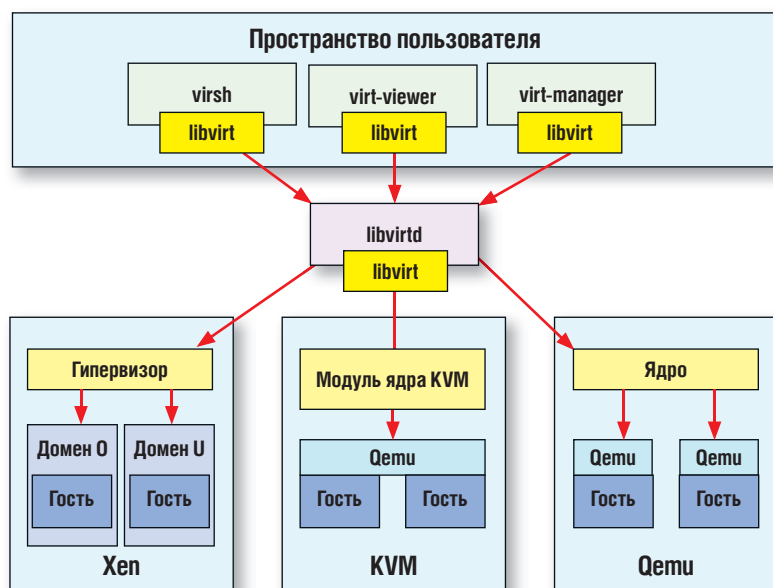 Пространство пользователя
virsh
virt-viewer
virt-manager
libvirt
libvirt
libvirt
libvirtd
libvirt
Гипервизор
Домен 0
Домен U
Гость
Гость
Xen
Модуль ядра KVM
Qemu
Гость
Гость
KVM
Ядро
Qemu
Qemu
Гость
Гость
Qemu